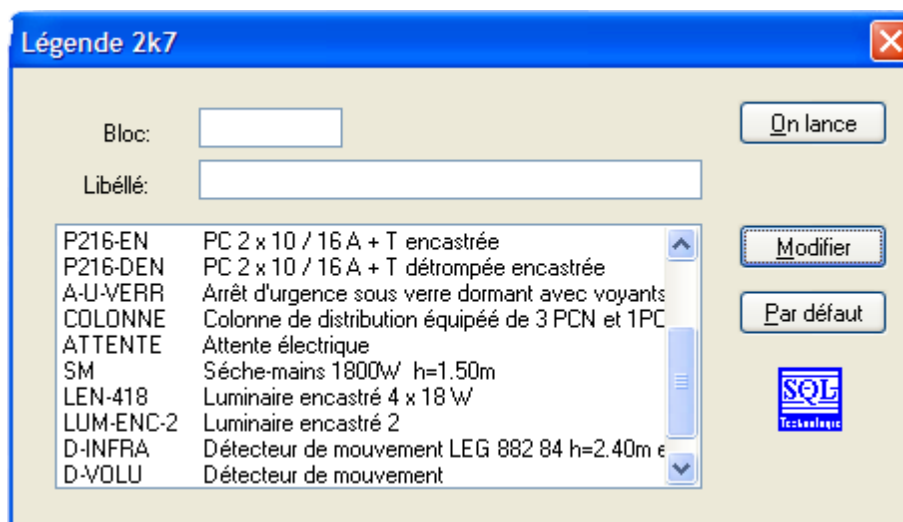 Légende 2k7
Bloc:
On lance
Libéllé:
P216-EN PC 2 x 10 / 16 A + T encastrée
P216-DEN PC 2 x 10 / 16 A + T détrompée encastrée
A-U-VERR Arrêt d'urgence sous verre dormant avec voyants
COLONNE Colonne de distribution équipéé de 3 PCN et 1PC
ATTENTE Attente électrique
SM Séche-mains 1800W h=1.50m
LEN-418 Luminaire encastré 4 x 18 W
LUM-ENC-2 Luminaire encastré 2
D-INFRA Détecteur de mouvement LEG 882 84 h=2.40m e
D-VOLU Détecteur de mouvement
Modifier
Par défaut
SQL
Technologie